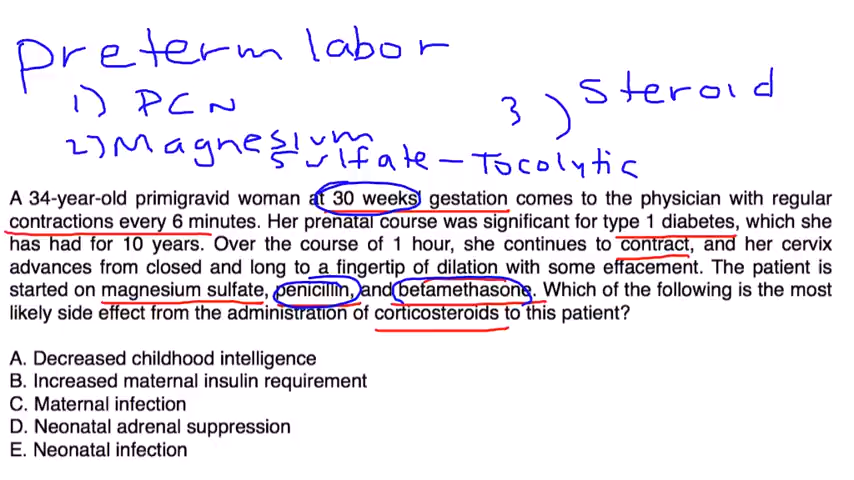 Preterm labor
1) PCN
3) Steroid
2) Magnesium
sulfate - Tocolytic
A 34-year-old primigravid woman at 30 weeks gestation comes to the physician with regular
contractions every 6 minutes. Her prenatal course was significant for type 1 diabetes, which she
has had for 10 years. Over the course of 1 hour, she continues to contract, and her cervix
advances from closed and long to a fingertip of dilation with some effacement. The patient is
started on magnesium sulfate, penicillin, and betamethasone. Which of the following is the most
likely side effect from the administration of corticosteroids to this patient?
A. Decreased childhood intelligence
B. Increased maternal insulin requirement
C. Maternal infection
D. Neonatal adrenal suppression
E. Neonatal infection